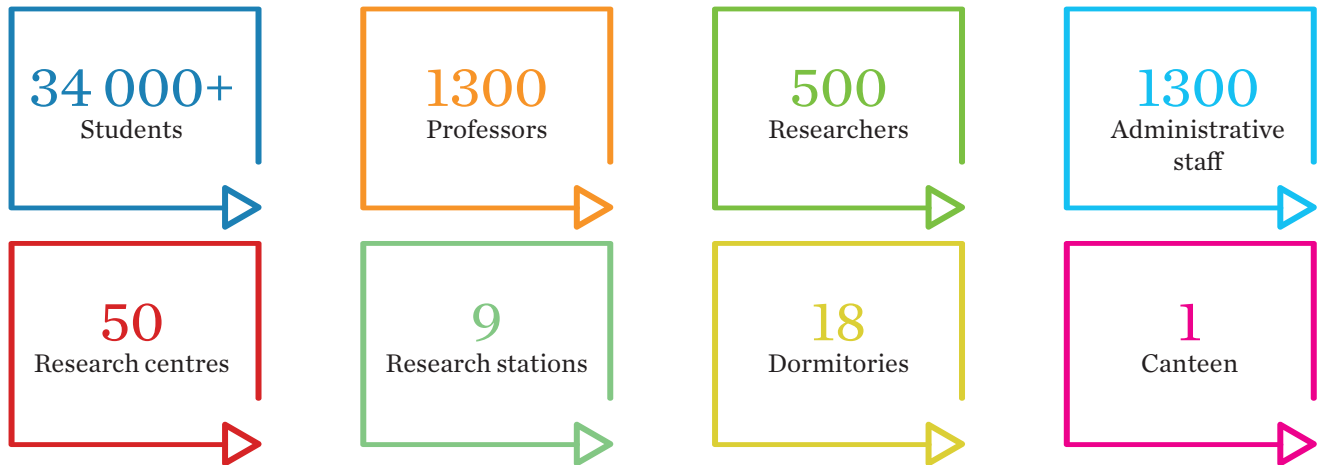 34 000+
Students
1300
Professors
500
Researchers
1300
Administrative
staff
50
Research centres
9
Research stations
18
Dormitories
1
Canteen